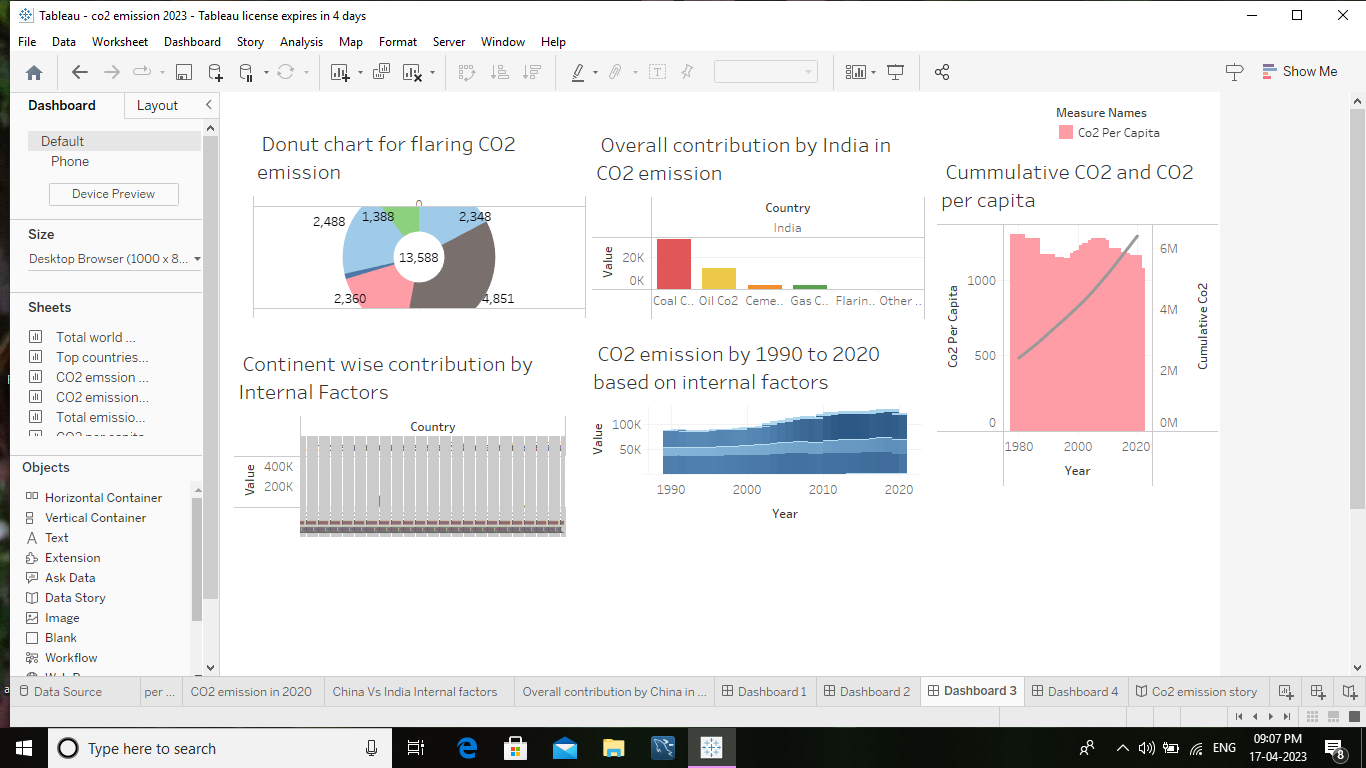 Tableau - co2 emission 2023 - Tableau license expires in 4 days
File Data Worksheet Dashboard Story Analysis Map Format Server Window Help
Show Me
Dashboard Layout
Default
Phone
Device Preview
Size
Desktop Browser (1000 x 8...
Sheets
Total world ...
Top countries...
CO2 emssion ...
CO2 emission...
Total emissio...
Objects
Horizontal Container
Vertical Container
Text
Extension
Ask Data
Data Story
Image
Blank
Workflow
Donut chart for flaring CO2
emission
0
2,488
1,388
2,348
13,588
2,360
4,851
Overall contribution by India in
CO2 emission
Country
India
Value
20K
0K
Coal C.. Oil Co2 Ceme.. Gas C.. Flarin.. Other ..
Measure Names
Co2 Per Capita
Cummulative CO2 and CO2
per capita
Co2 Per Capita
1000
500
0
6M
4M
2M
0M
Cumulative Co2
1980 2000 2020
Year
Continent wise contribution by
Internal Factors
Country
Value
400K
200K
CO2 emission by 1990 to 2020
based on internal factors
Value
100K
50K
1990 2000 2010 2020
Year
Data Source per ... CO2 emission in 2020 China Vs India Internal factors Overall contribution by China in ... Dashboard 1 Dashboard 2 Dashboard 3 Dashboard 4 Co2 emission story
Type here to search
ENG
09:07 PM
17-04-2023
8